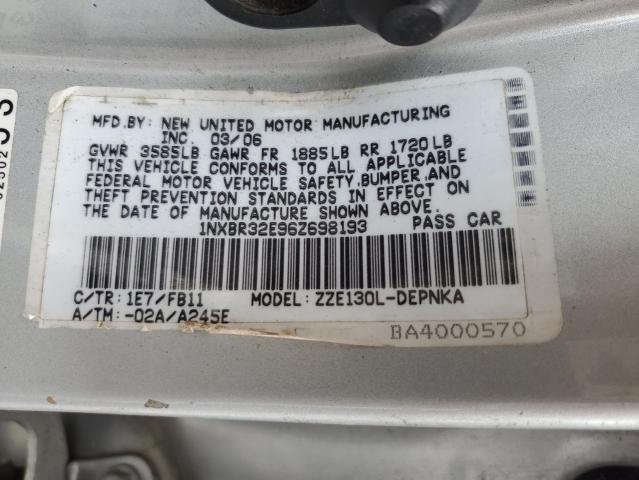 MFD.BY: NEW UNITED MOTOR MANUFACTURING
INC. 03/06
GVWR 3585LB GAWR FR 1885LB RR 1720LB
THIS VEHICLE CONFORMS TO ALL APPLICABLE
FEDERAL MOTOR VEHICLE SAFETY,BUMPER,AND
THEFT PREVENTION STANDARDS IN EFFECT ON
THE DATE OF MANUFACTURE SHOWN ABOVE.
1NXBR32E96Z698193 PASS CAR
C/TR: 1E7/FB11 MODEL: ZZE130L-DEPNKA
A/TM: -02A/A245E
BA4000570